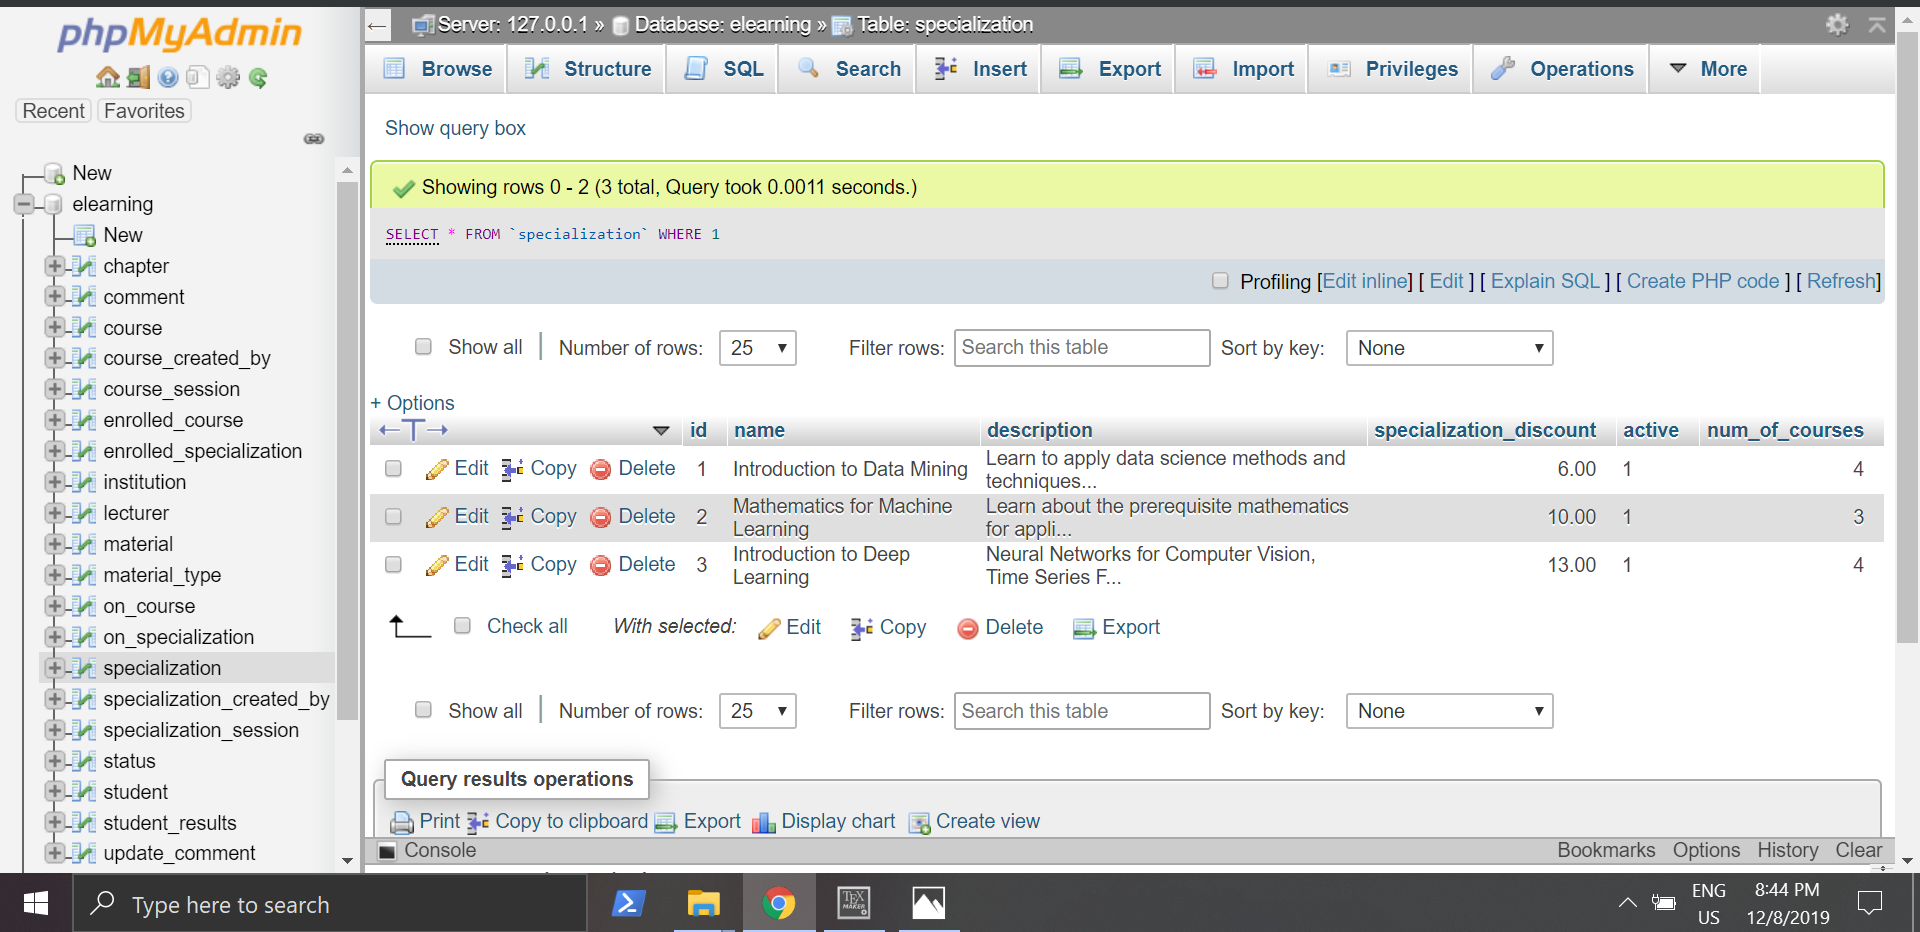 phpMyAdmin
Recent Favorites
New
elearning
New
chapter
comment
course
course_created_by
course_session
enrolled_course
enrolled_specialization
institution
lecturer
material
material_type
on_course
on_specialization
specialization
specialization_created_by
specialization_session
status
student
student_results
update_comment
Server: 127.0.0.1 » Database: elearning » Table: specialization
Browse Structure SQL Search Insert Export Import Privileges Operations More
Show query box
Showing rows 0 - 2 (3 total, Query took 0.0011 seconds.)
SELECT * FROM `specialization` WHERE 1
Profiling [Edit inline] [ Edit ] [ Explain SQL ] [ Create PHP code ] [ Refresh]
Show all Number of rows: 25 Filter rows: Search this table Sort by key: None
+ Options
id name description specialization_discount active num_of_courses
Edit Copy Delete 1 Introduction to Data Mining Learn to apply data science methods and techniques... 6.00 1 4
Edit Copy Delete 2 Mathematics for Machine Learning Learn about the prerequisite mathematics for appli... 10.00 1 3
Edit Copy Delete 3 Introduction to Deep Learning Neural Networks for Computer Vision, Time Series F... 13.00 1 4
Check all With selected: Edit Copy Delete Export
Show all Number of rows: 25 Filter rows: Search this table Sort by key: None
Query results operations
Print Copy to clipboard Export Display chart Create view
Console Bookmarks Options History Clear
Type here to search
TEX
MAKER
ENG
US
8:44 PM
12/8/2019